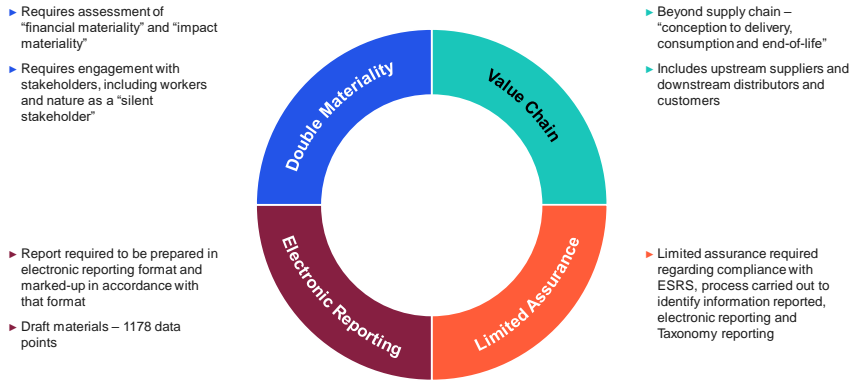 ► Requires assessment of
“financial materiality” and “impact
materiality”
► Requires engagement with
stakeholders, including workers
and nature as a “silent
stakeholder”
Double Materiality
Value Chain
► Beyond supply chain –
“conception to delivery,
consumption and end-of-life”
► Includes upstream suppliers and
downstream distributors and
customers
► Report required to be prepared in
electronic reporting format and
marked-up in accordance with
that format
► Draft materials – 1178 data
points
Electronic Reporting
Limited Assurance
► Limited assurance required
regarding compliance with
ESRS, process carried out to
identify information reported,
electronic reporting and
Taxonomy reporting